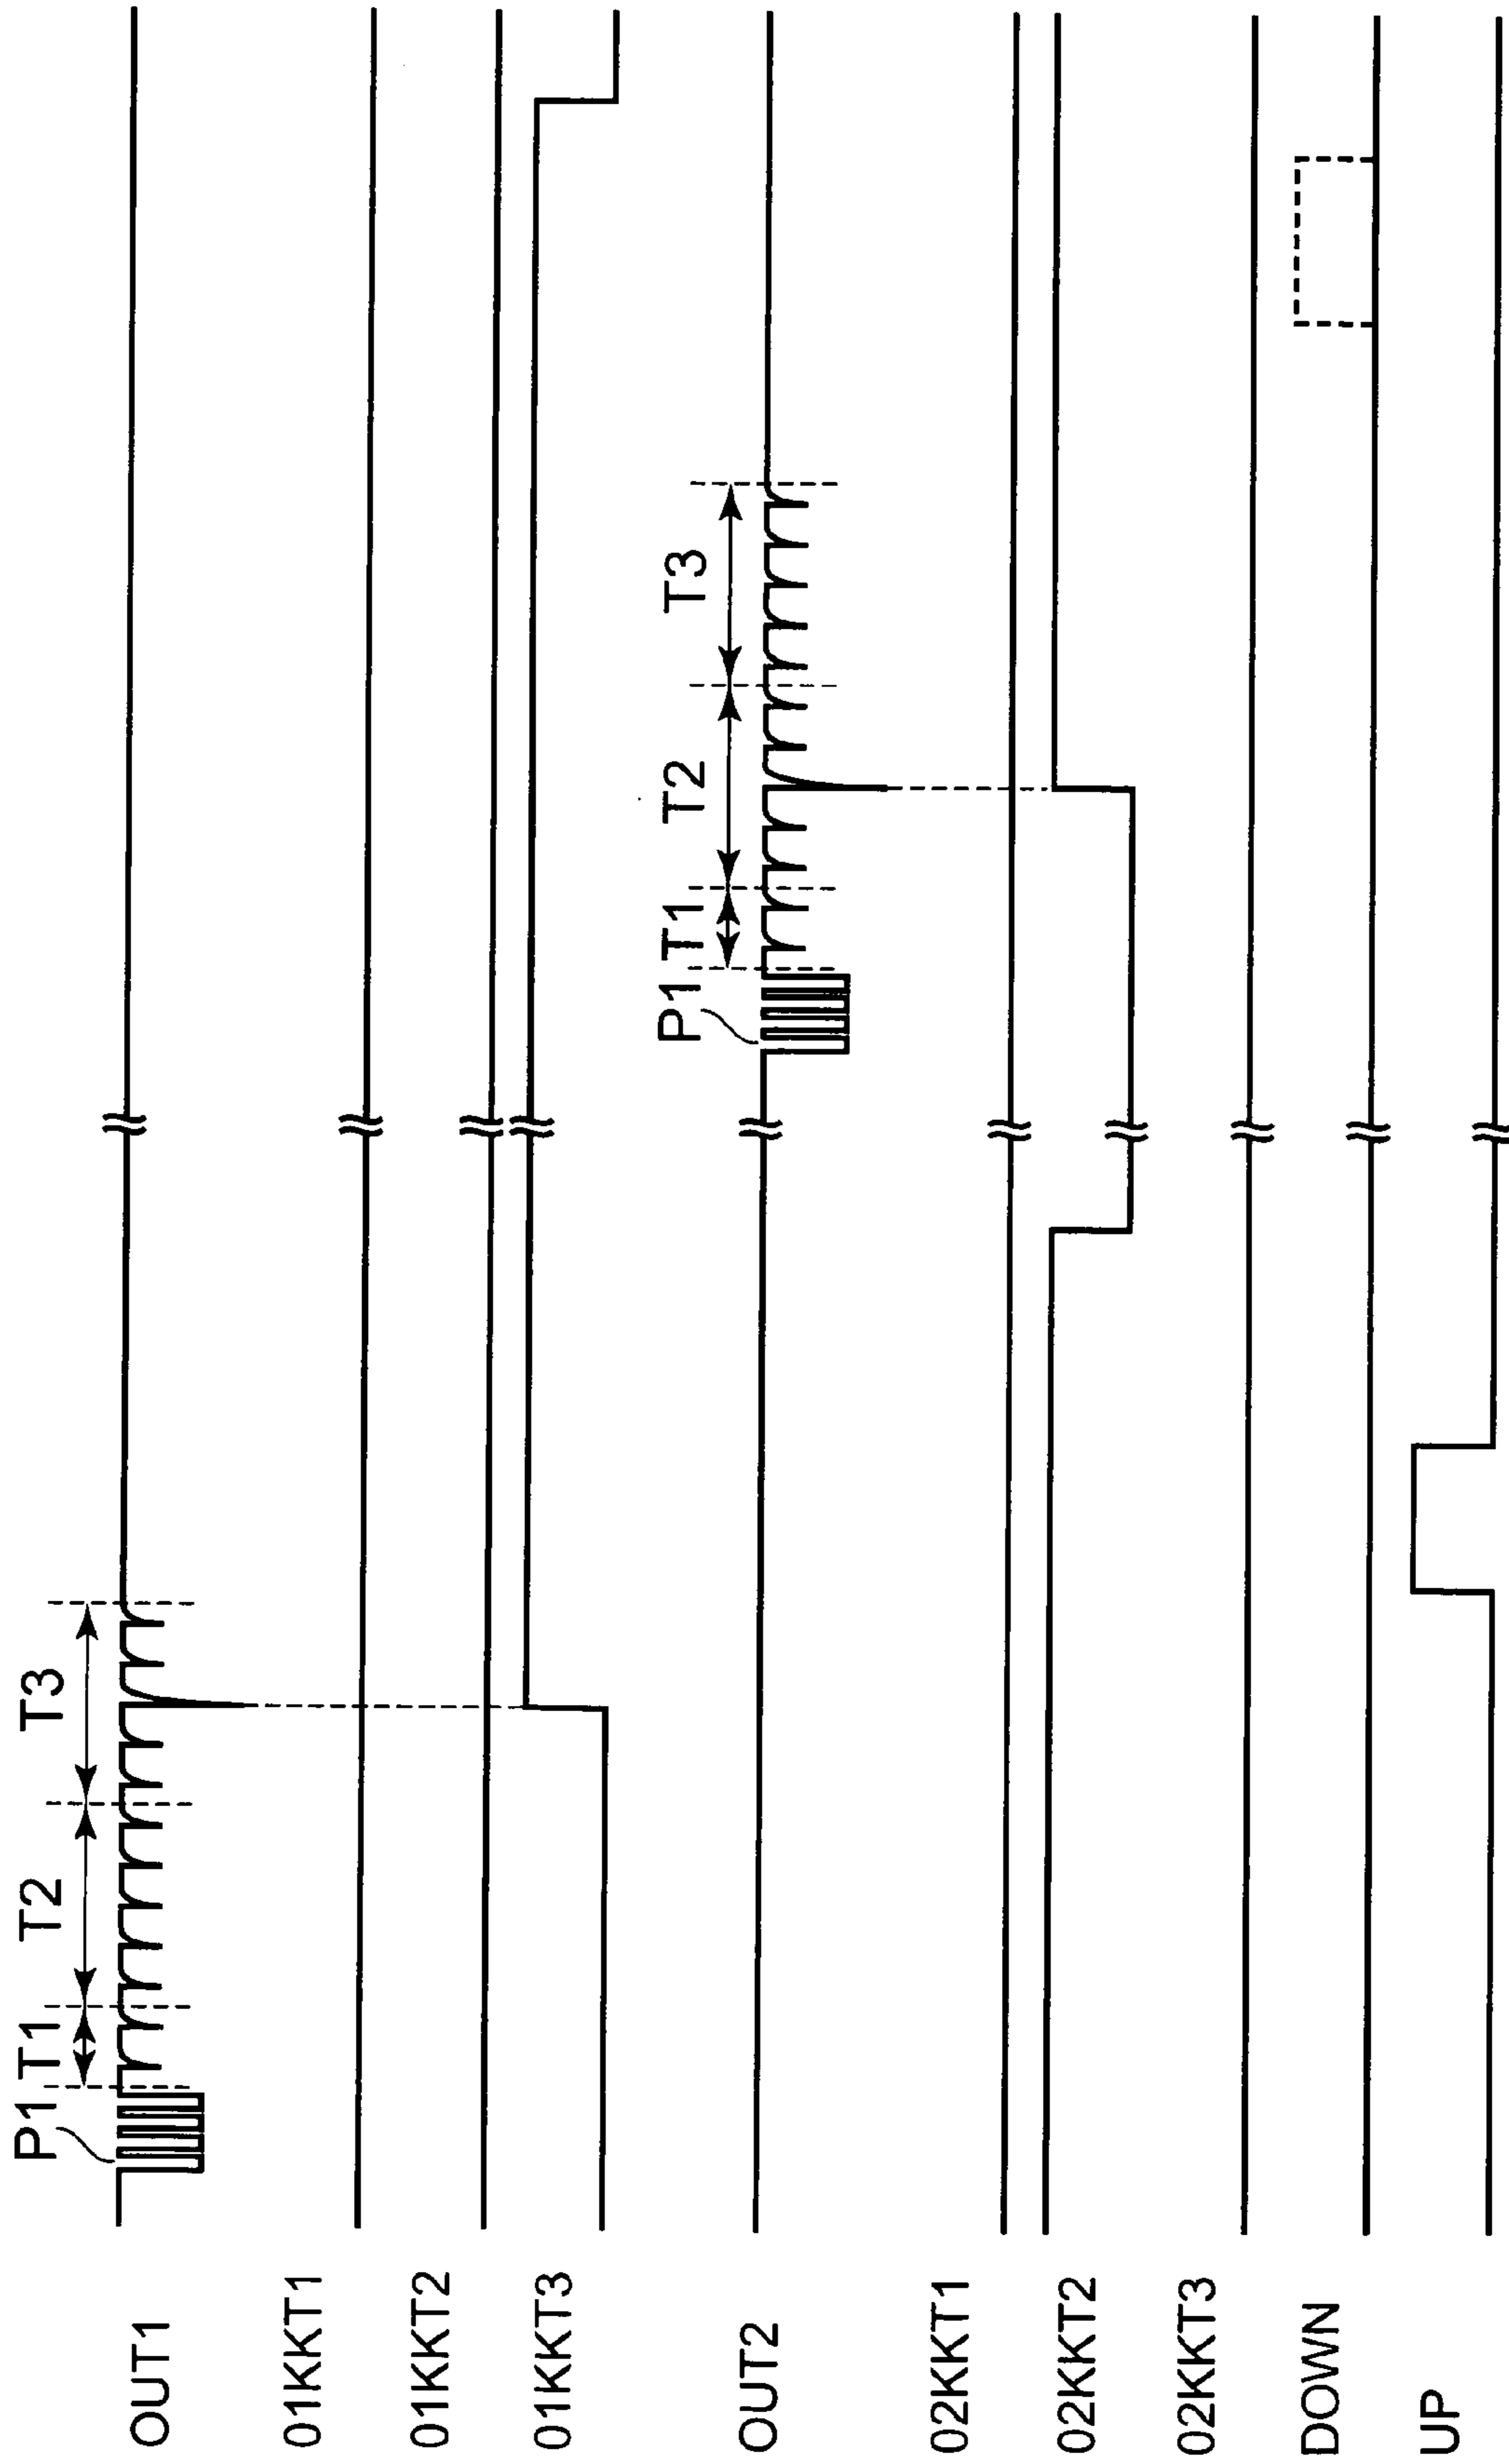 P1 T1 T2 T3
OUT1
01KKT1
01KKT2
01KKT3
P1 T1 T2 T3
OUT2
02KKT1
02KKT2
02KKT3
DOWN
UP